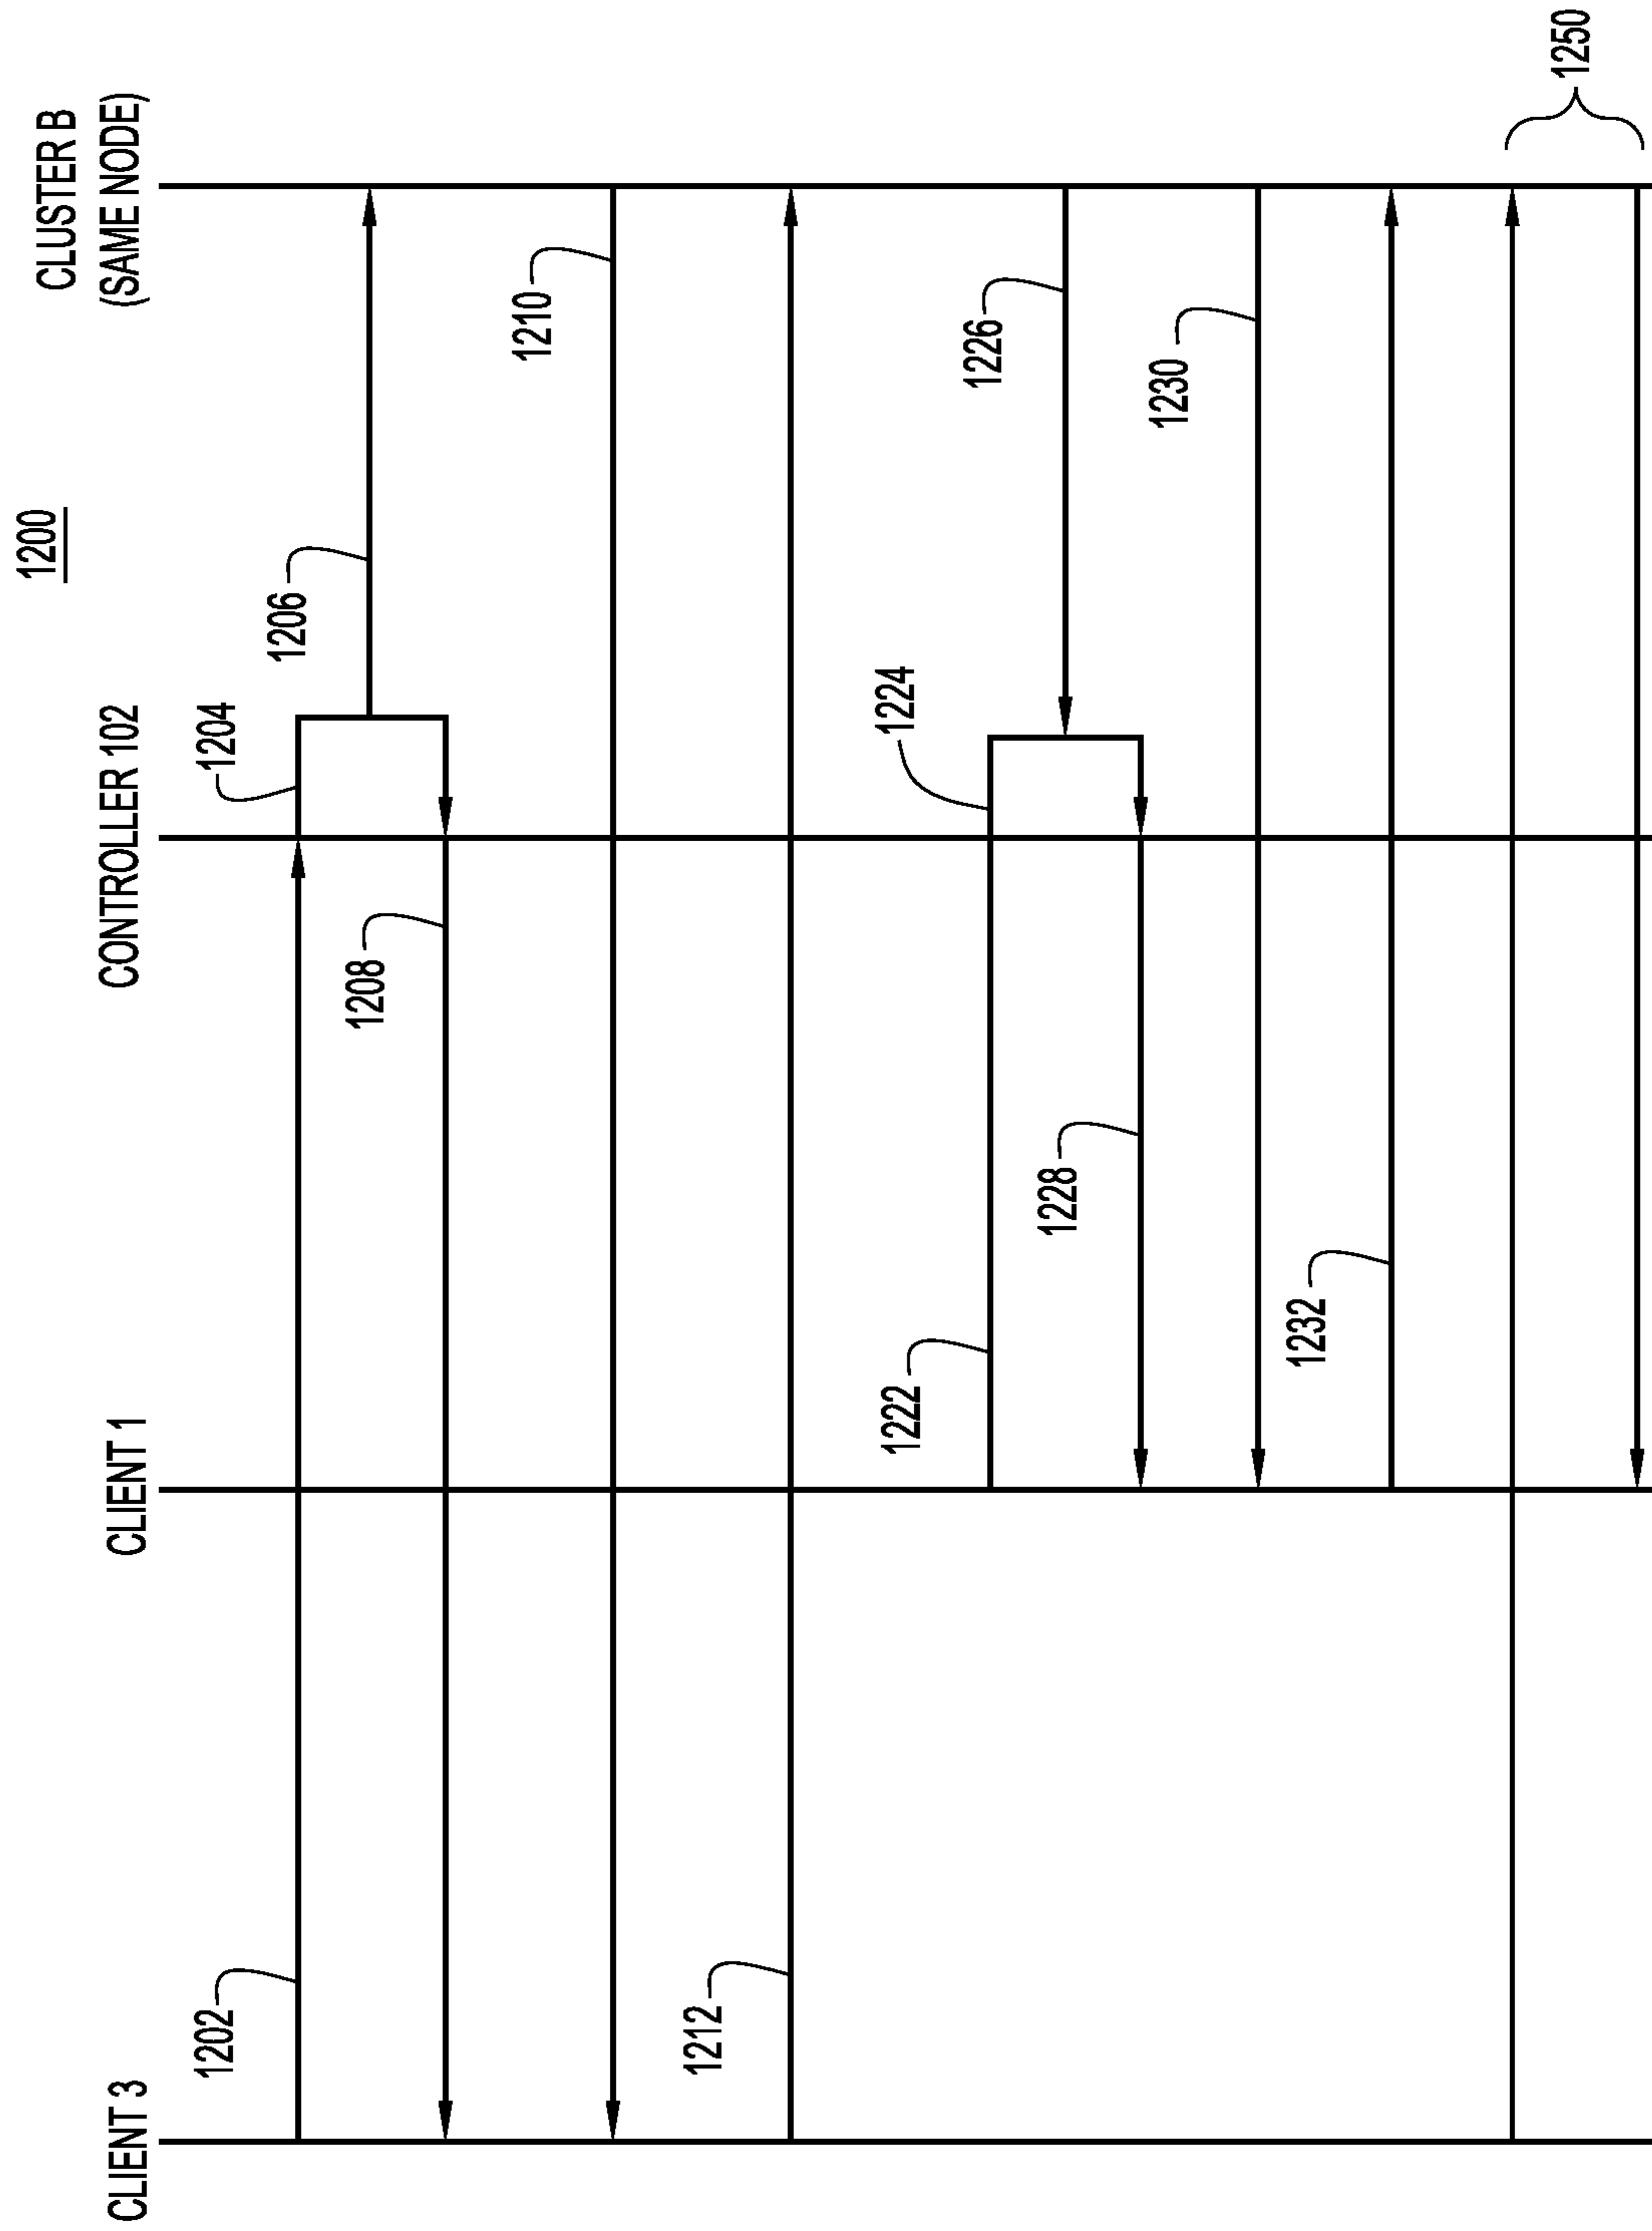 1200
CLIENT 3
CLIENT 1
CONTROLLER 102
CLUSTER B
(SAME NODE)
1202
1204
1206
1208
1210
1212
1222
1224
1226
1228
1230
1232
1250